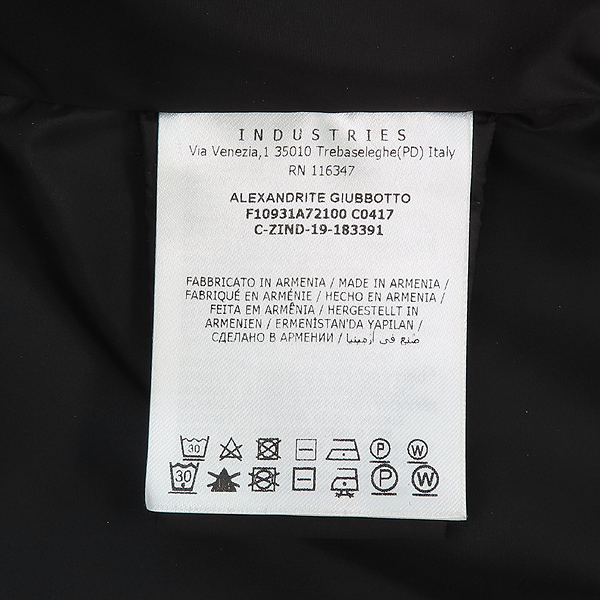 INDUSTRIES
Via Venezia,1 35010 Trebaseleghe(PD) Italy
RN 116347
ALEXANDRITE GIUBBOTTO
F10931A72100 C0417
C-ZIND-19-183391
FABBRICATO IN ARMENIA / MADE IN ARMENIA /
FABRIQUÉ EN ARMÉNIE / HECHO EN ARMENIA /
FEITA EM ARMÊNIA / HERGESTELLT IN
ARMENIEN / ERMENİSTAN'DA YAPILAN /
СДЕЛАНО В АРМЕНИИ / صنع في أرمينيا
30 P W
30 P W